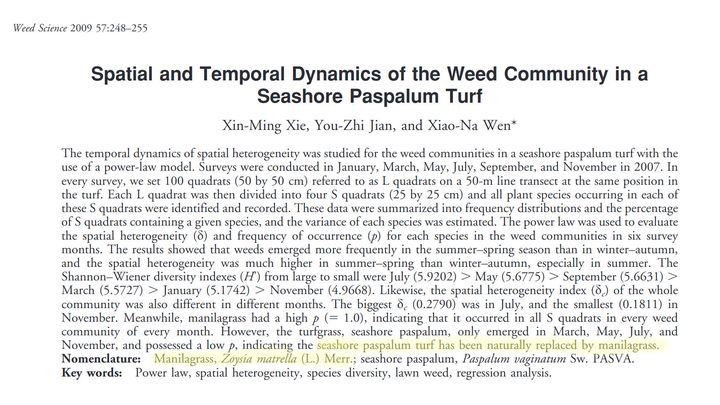 Weed Science 2009 57:248–255
Spatial and Temporal Dynamics of the Weed Community in a
Seashore Paspalum Turf
Xin-Ming Xie, You-Zhi Jian, and Xiao-Na Wen*
The temporal dynamics of spatial heterogeneity was studied for the weed communities in a seashore paspalum turf with the
use of a power-law model. Surveys were conducted in January, March, May, July, September, and November in 2007. In
every survey, we set 100 quadrats (50 by 50 cm) referred to as L quadrats on a 50-m line transect at the same position in
the turf. Each L quadrat was then divided into four S quadrats (25 by 25 cm) and all plant species occurring in each of
these S quadrats were identified and recorded. These data were summarized into frequency distributions and the percentage
of S quadrats containing a given species, and the variance of each species was estimated. The power law was used to evaluate
the spatial heterogeneity (δ) and frequency of occurrence (p) for each species in the weed communities in six survey
months. The results showed that weeds emerged more frequently in the summer–spring season than in winter–autumn,
and the spatial heterogeneity was much higher in summer–spring than winter–autumn, especially in summer. The
Shannon–Wiener diversity indexes (H′) from large to small were July (5.9202) > May (5.6775) > September (5.6631) >
March (5.5727) > January (5.1742) > November (4.9668). Likewise, the spatial heterogeneity index (δc) of the whole
community was also different in different months. The biggest δc (0.2790) was in July, and the smallest (0.1811) in
November. Meanwhile, manilagrass had a high p (= 1.0), indicating that it occurred in all S quadrats in every weed
community of every month. However, the turfgrass, seashore paspalum, only emerged in March, May, July, and
November, and possessed a low p, indicating the seashore paspalum turf has been naturally replaced by manilagrass.
Nomenclature: Manilagrass, Zoysia matrella (L.) Merr.; seashore paspalum, Paspalum vaginatum Sw. PASVA.
Key words: Power law, spatial heterogeneity, species diversity, lawn weed, regression analysis.